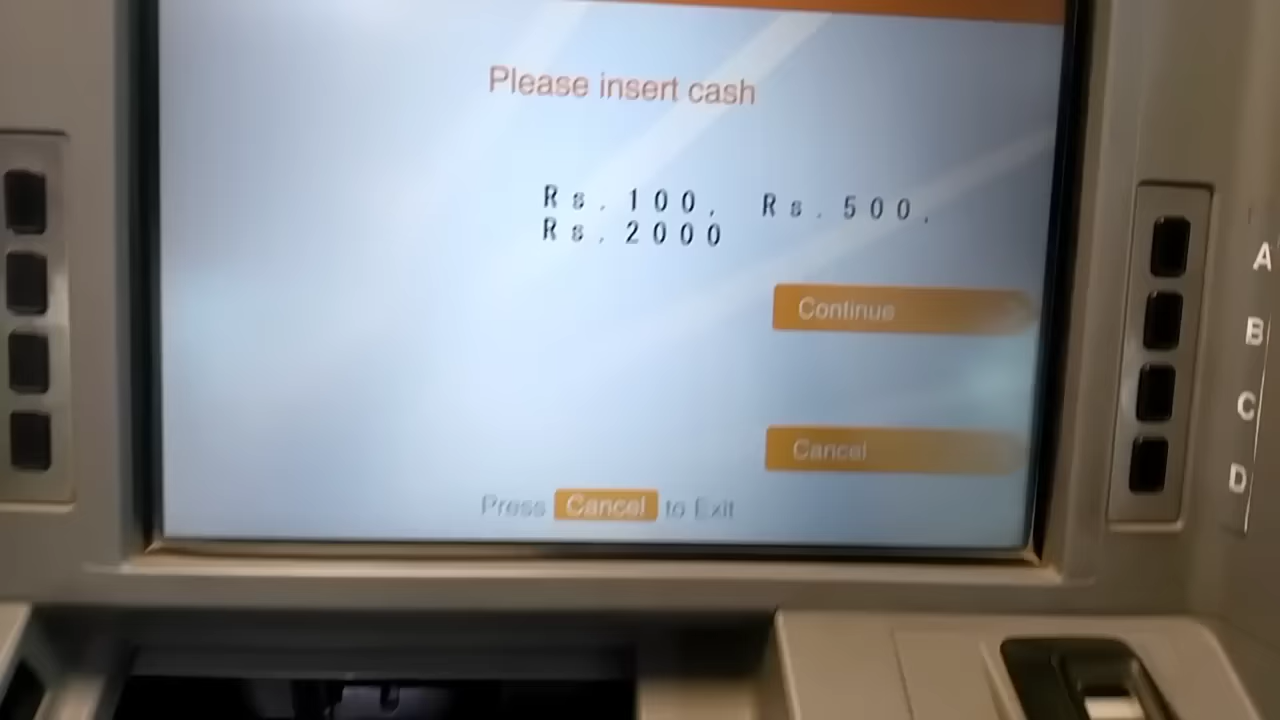 Please insert cash
Rs.100, Rs.500,
Rs.2000
Continue
Cancel
Press Cancel to Exit
A
B
C
D